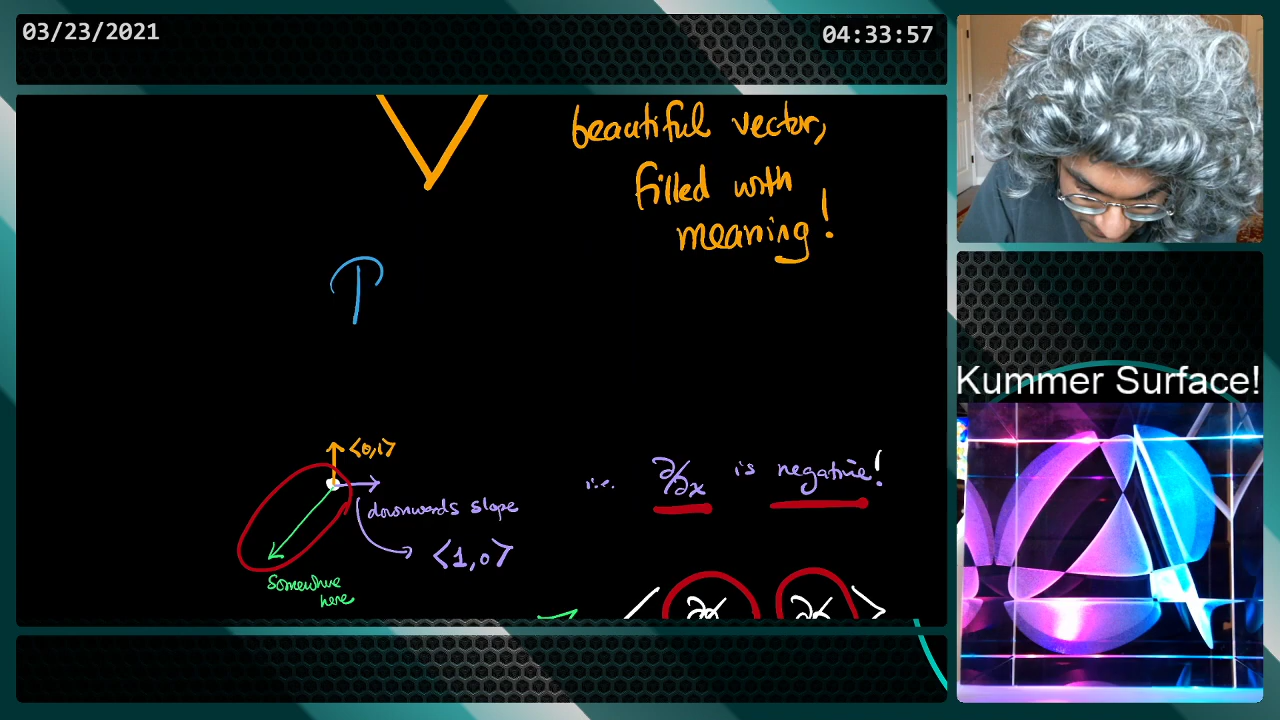 03/23/2021
04:33:57
beautiful vector,
filled with
meaning!
Kummer Surface!
<0,1>
i.e. ∂/∂x is negative!
downwards slope
<1,0>
Somewhere
here